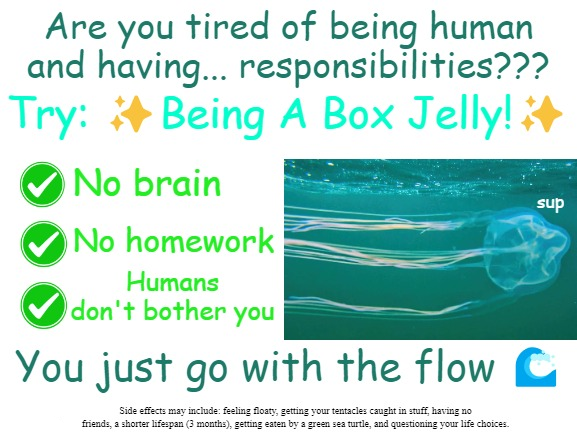 Are you tired of being human
and having... responsibilities???
Try: ✨ Being A Box Jelly!✨
No brain
sup
No homework
Humans
don't bother you
You just go with the flow 🌊
Side effects may include: feeling floaty, getting your tentacles caught in stuff, having no
friends, a shorter lifespan (3 months), getting eaten by a green sea turtle, and questioning your life choices.